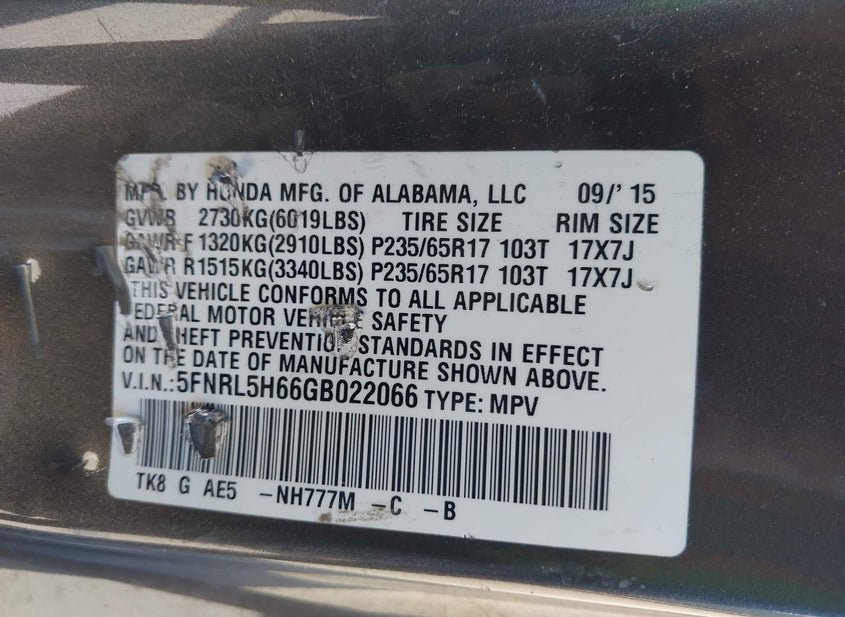 MFD. BY HONDA MFG. OF ALABAMA, LLC 09/' 15
GVWR 2730KG(6019LBS) TIRE SIZE RIM SIZE
GAWR F 1320KG(2910LBS) P235/65R17 103T 17X7J
GAWR R1515KG(3340LBS) P235/65R17 103T 17X7J
THIS VEHICLE CONFORMS TO ALL APPLICABLE
FEDERAL MOTOR VEHICLE SAFETY
AND THEFT PREVENTION STANDARDS IN EFFECT
ON THE DATE OF MANUFACTURE SHOWN ABOVE.
V.I.N.:5FNRL5H66GB022066 TYPE: MPV
TK8 G AE5 -NH777M -C -B